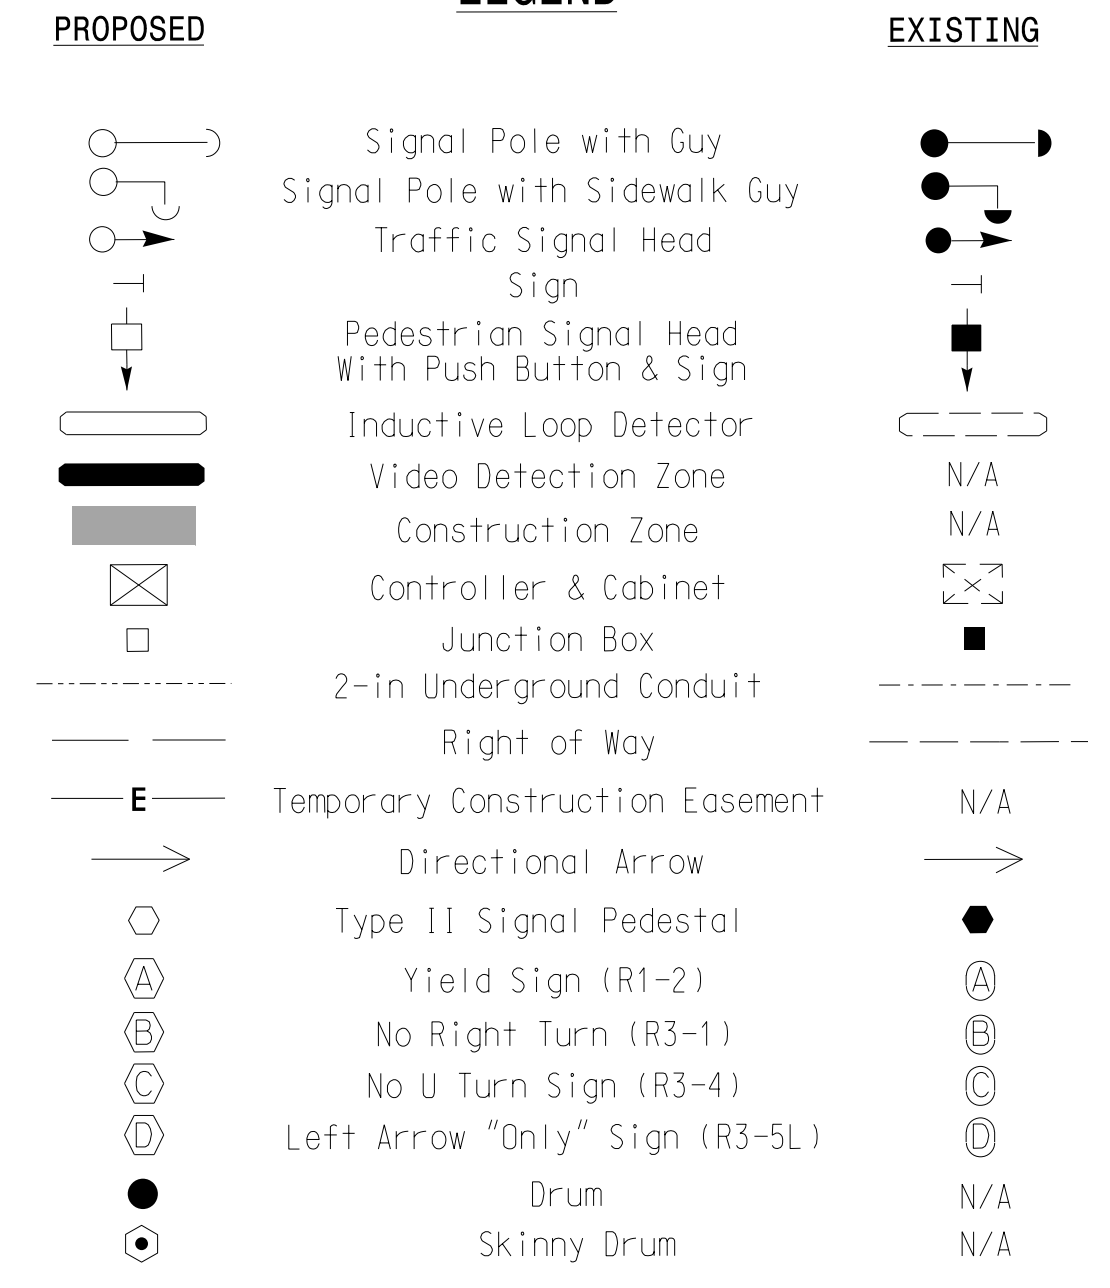 LEGEND
PROPOSED EXISTING
Signal Pole with Guy
Signal Pole with Sidewalk Guy
Traffic Signal Head
Sign
Pedestrian Signal Head
With Push Button & Sign
Inductive Loop Detector
Video Detection Zone N/A
Construction Zone N/A
Controller & Cabinet
Junction Box
2-in Underground Conduit
Right of Way
E Temporary Construction Easement N/A
Directional Arrow
Type II Signal Pedestal
A Yield Sign (R1-2) A
B No Right Turn (R3-1) B
C No U Turn Sign (R3-4) C
D Left Arrow "Only" Sign (R3-5L) D
Drum N/A
Skinny Drum N/A